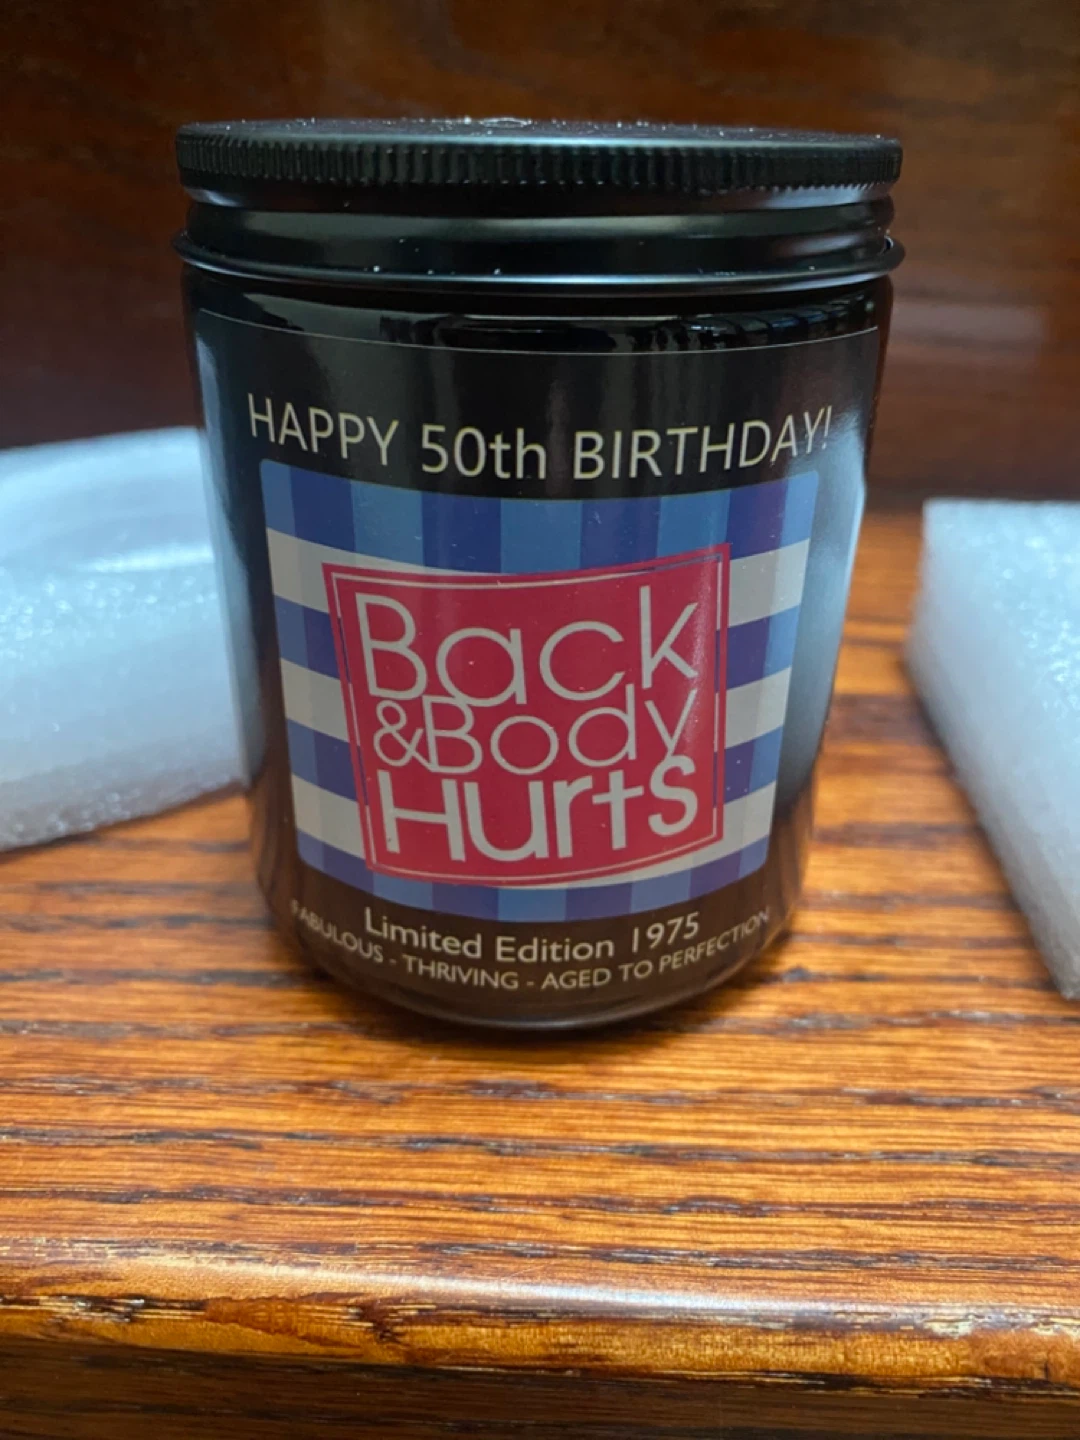 HAPPY 50th BIRTHDAY!
Back
&Body
Hurts
Limited Edition 1975
FABULOUS - THRIVING - AGED TO PERFECTION